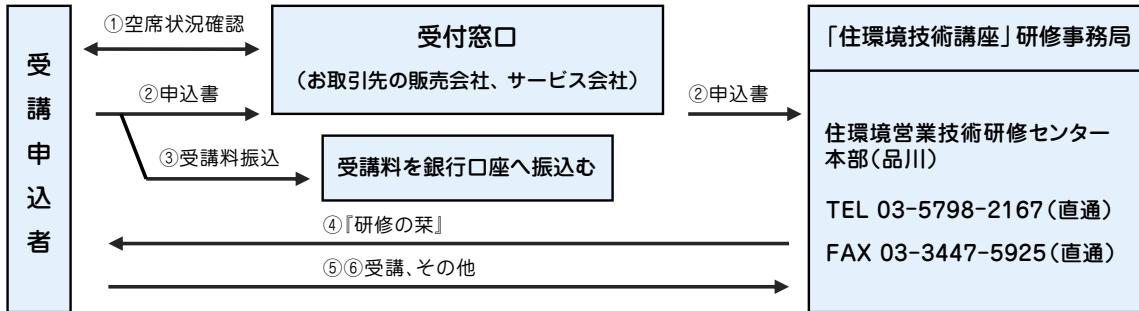 受講申込者
①空席状況確認
受付窓口
（お取引先の販売会社、サービス会社）
②申込書
②申込書
③受講料振込
受講料を銀行口座へ振込む
④『研修の栞』
⑤⑥受講、その他
「住環境技術講座」研修事務局
住環境営業技術研修センター
本部（品川）
TEL 03-5798-2167（直通）
FAX 03-3447-5925（直通）